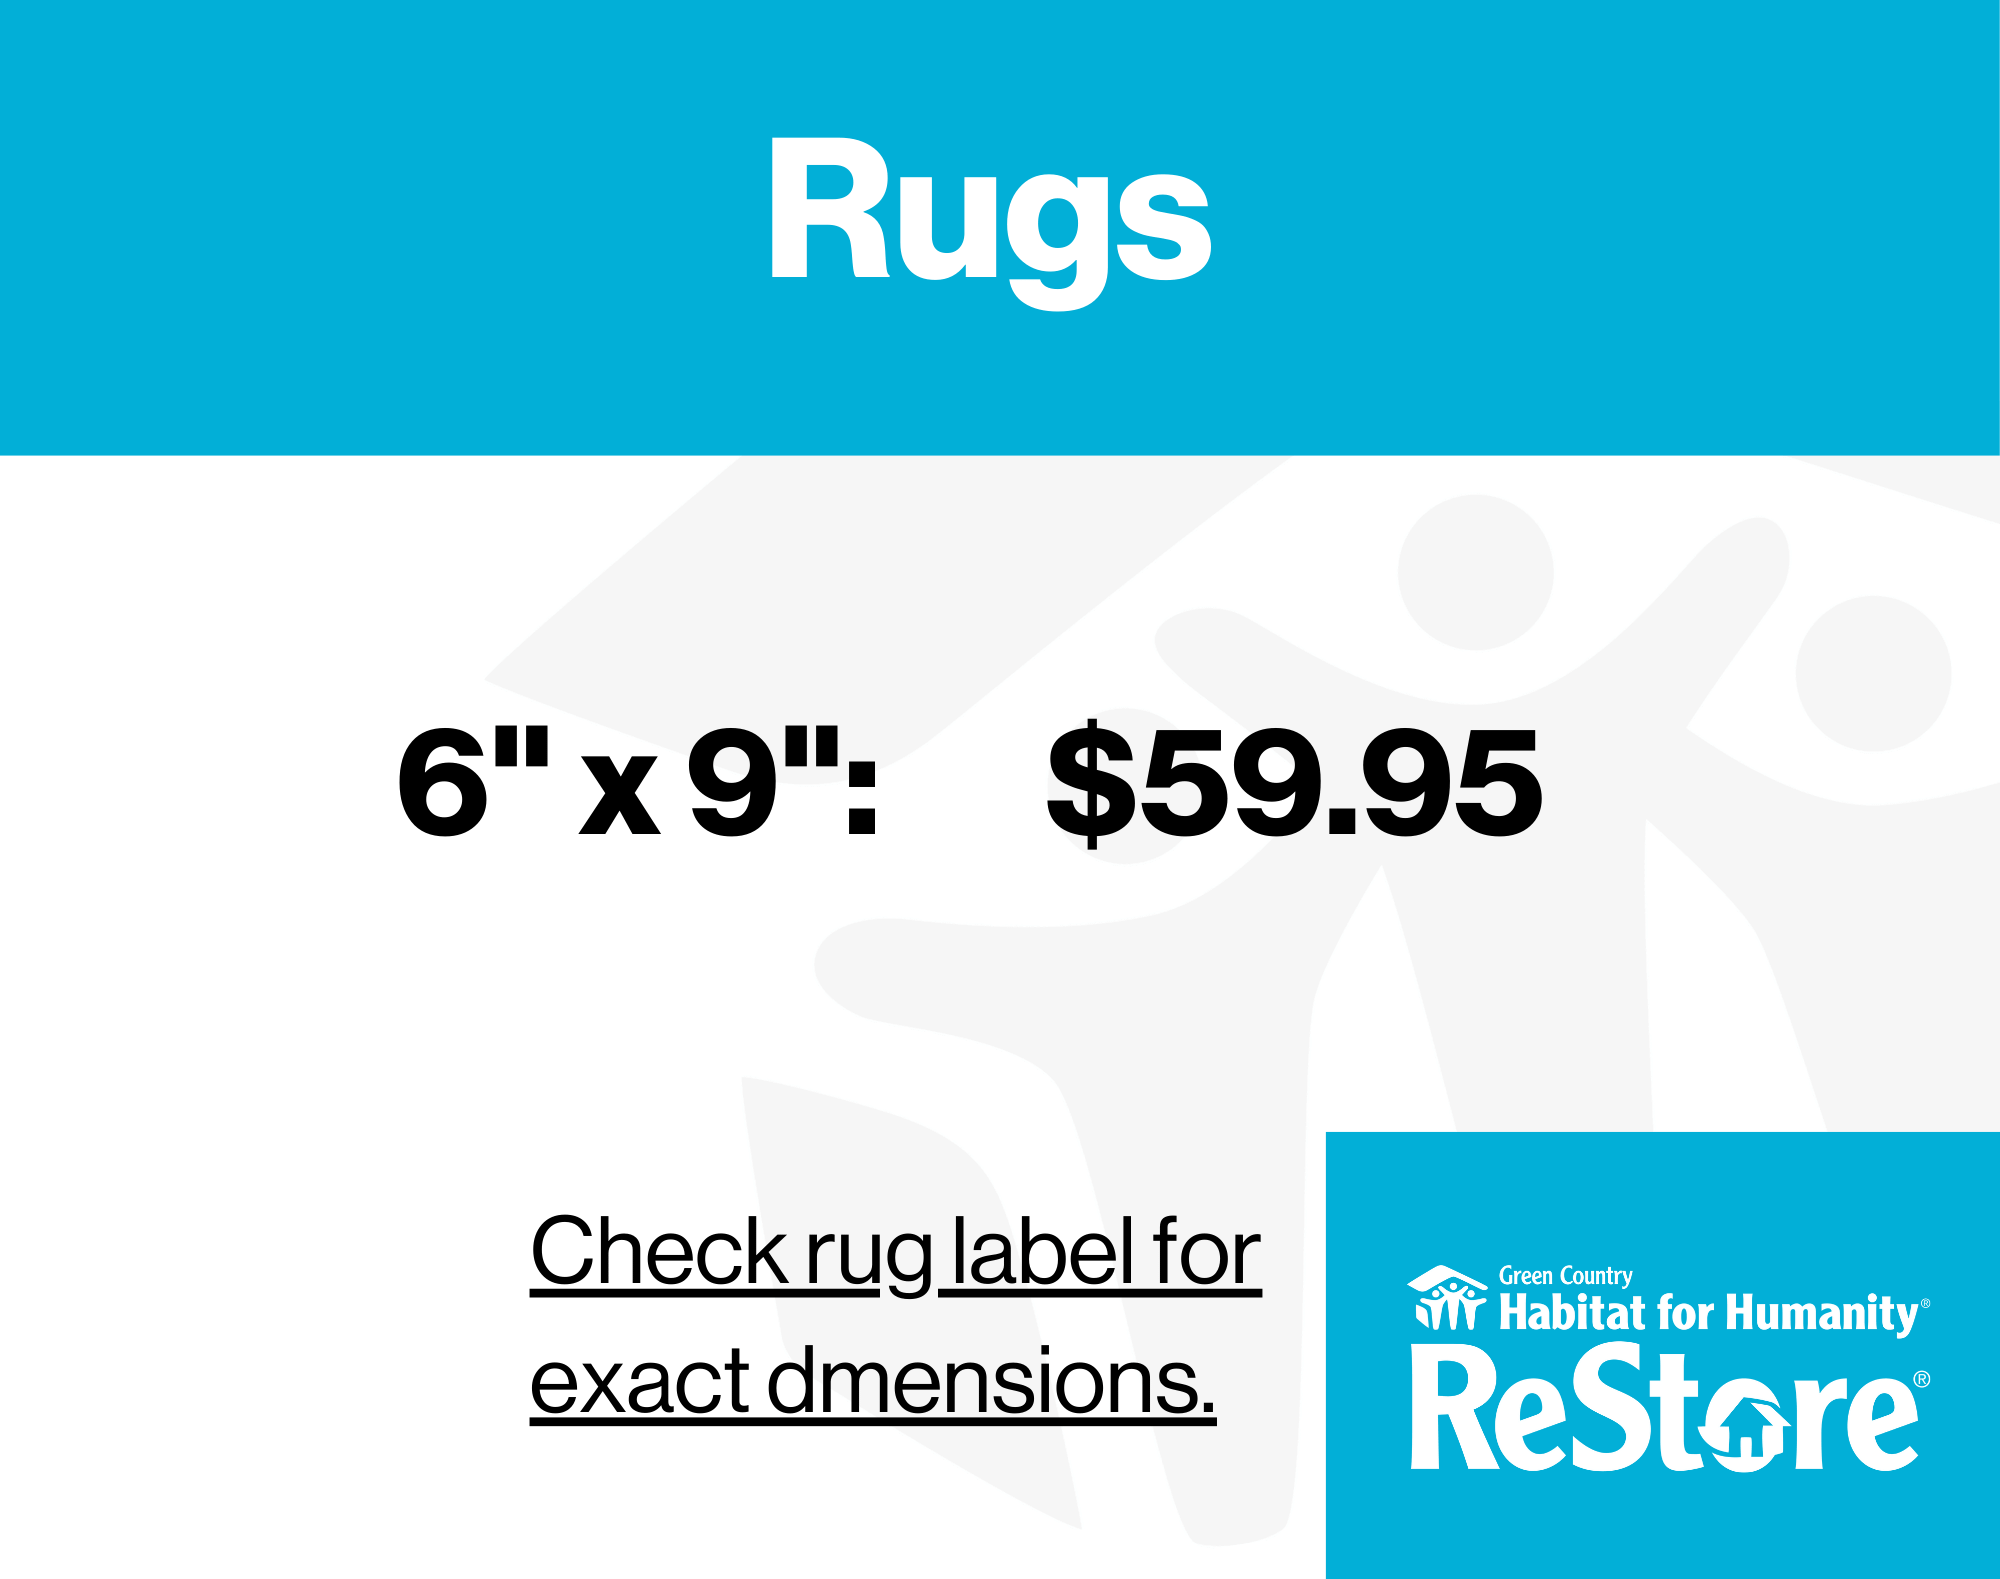 Rugs
6" x 9": $59.95
Check rug label for
exact dmensions.
Green Country
Habitat for Humanity®
ReStore®